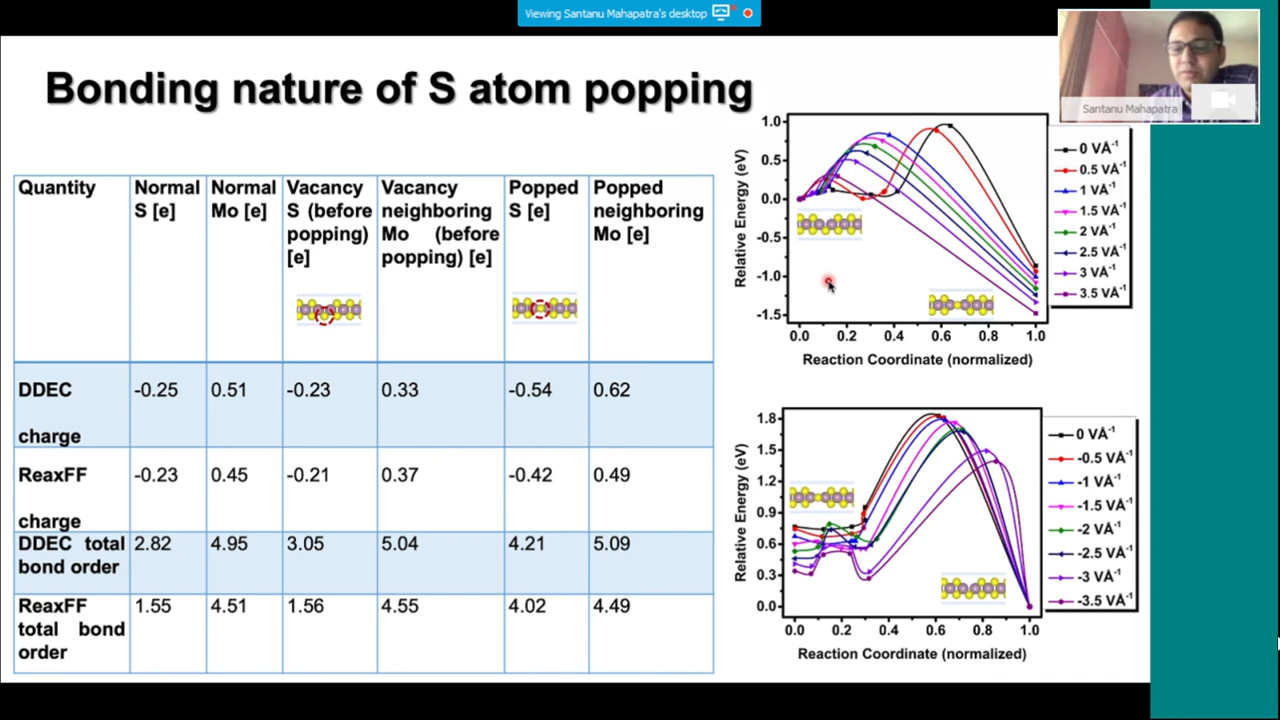 Viewing Santanu Mahapatra's desktop
Santanu Mahapatra
Bonding nature of S atom popping
Quantity
Normal S [e]
Normal Mo [e]
Vacancy S (before popping) [e]
Vacancy neighboring Mo (before popping) [e]
Popped S [e]
Popped neighboring Mo [e]
DDEC charge
-0.25
0.51
-0.23
0.33
-0.54
0.62
ReaxFF charge
-0.23
0.45
-0.21
0.37
-0.42
0.49
DDEC total bond order
2.82
4.95
3.05
5.04
4.21
5.09
ReaxFF total bond order
1.55
4.51
1.56
4.55
4.02
4.49
Relative Energy (eV)
1.0
0.5
0.0
-0.5
-1.0
-1.5
0.0 0.2 0.4 0.6 0.8 1.0
Reaction Coordinate (normalized)
0 VÅ⁻¹
0.5 VÅ⁻¹
1 VÅ⁻¹
1.5 VÅ⁻¹
2 VÅ⁻¹
2.5 VÅ⁻¹
3 VÅ⁻¹
3.5 VÅ⁻¹
Relative Energy (eV)
1.8
1.5
1.2
0.9
0.6
0.3
0.0
0.0 0.2 0.4 0.6 0.8 1.0
Reaction Coordinate (normalized)
0 VÅ⁻¹
-0.5 VÅ⁻¹
-1 VÅ⁻¹
-1.5 VÅ⁻¹
-2 VÅ⁻¹
-2.5 VÅ⁻¹
-3 VÅ⁻¹
-3.5 VÅ⁻¹